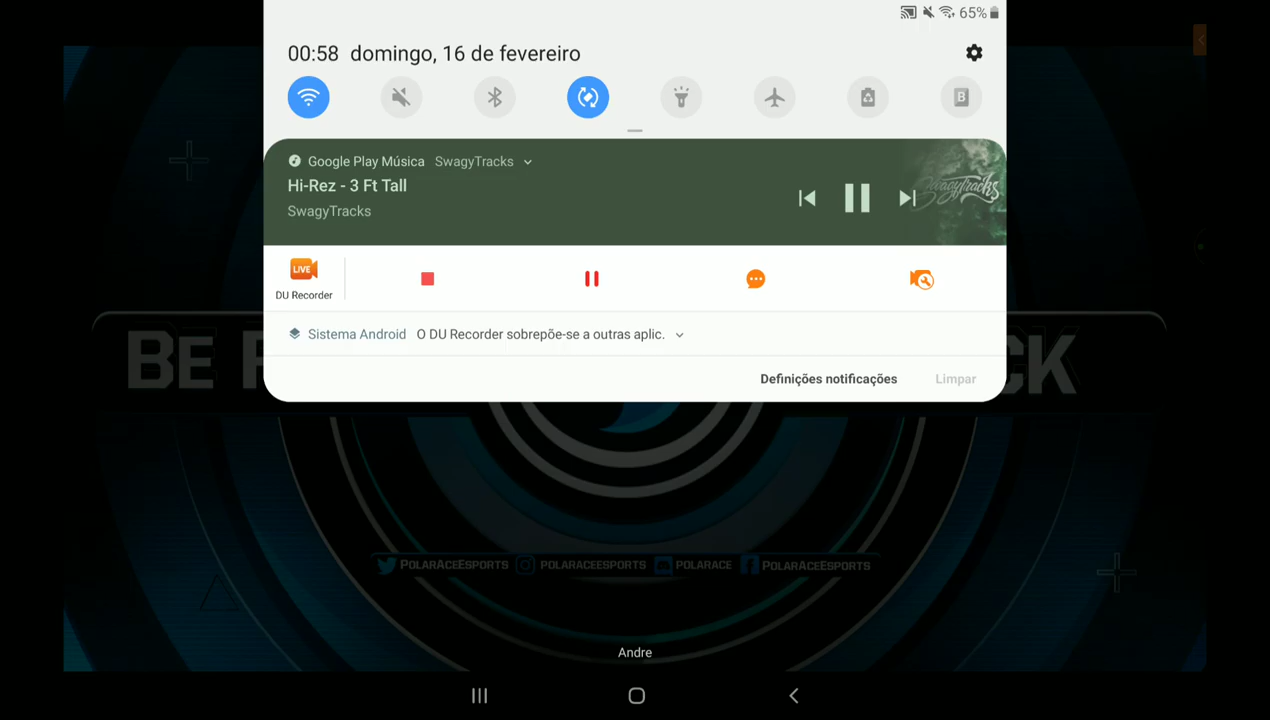 65%
00:58 domingo, 16 de fevereiro
Google Play Música SwagyTracks
Hi-Rez - 3 Ft Tall
SwagyTracks
SwagyTracks
LIVE
DU Recorder
Sistema Android O DU Recorder sobrepõe-se a outras aplic.
Definições notificações Limpar
BE
CK
POLARACEESPORTS POLARACEESPORTS POLARACE POLARACEESPORTS
Andre